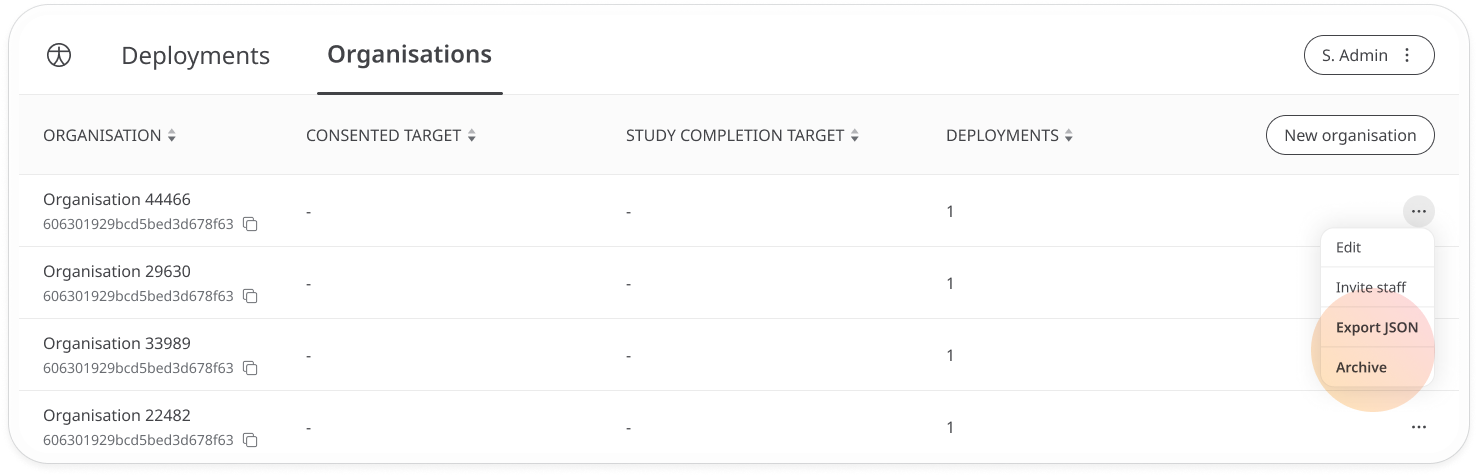 Deployments
Organisations
S. Admin
ORGANISATION
CONSENTED TARGET
STUDY COMPLETION TARGET
DEPLOYMENTS
New organisation
Organisation 44466
606301929bcd5bed3d678f63
-
-
1
Edit
Invite staff
Export JSON
Archive
Organisation 29630
606301929bcd5bed3d678f63
-
-
1
Organisation 33989
606301929bcd5bed3d678f63
-
-
1
Organisation 22482
606301929bcd5bed3d678f63
-
-
1